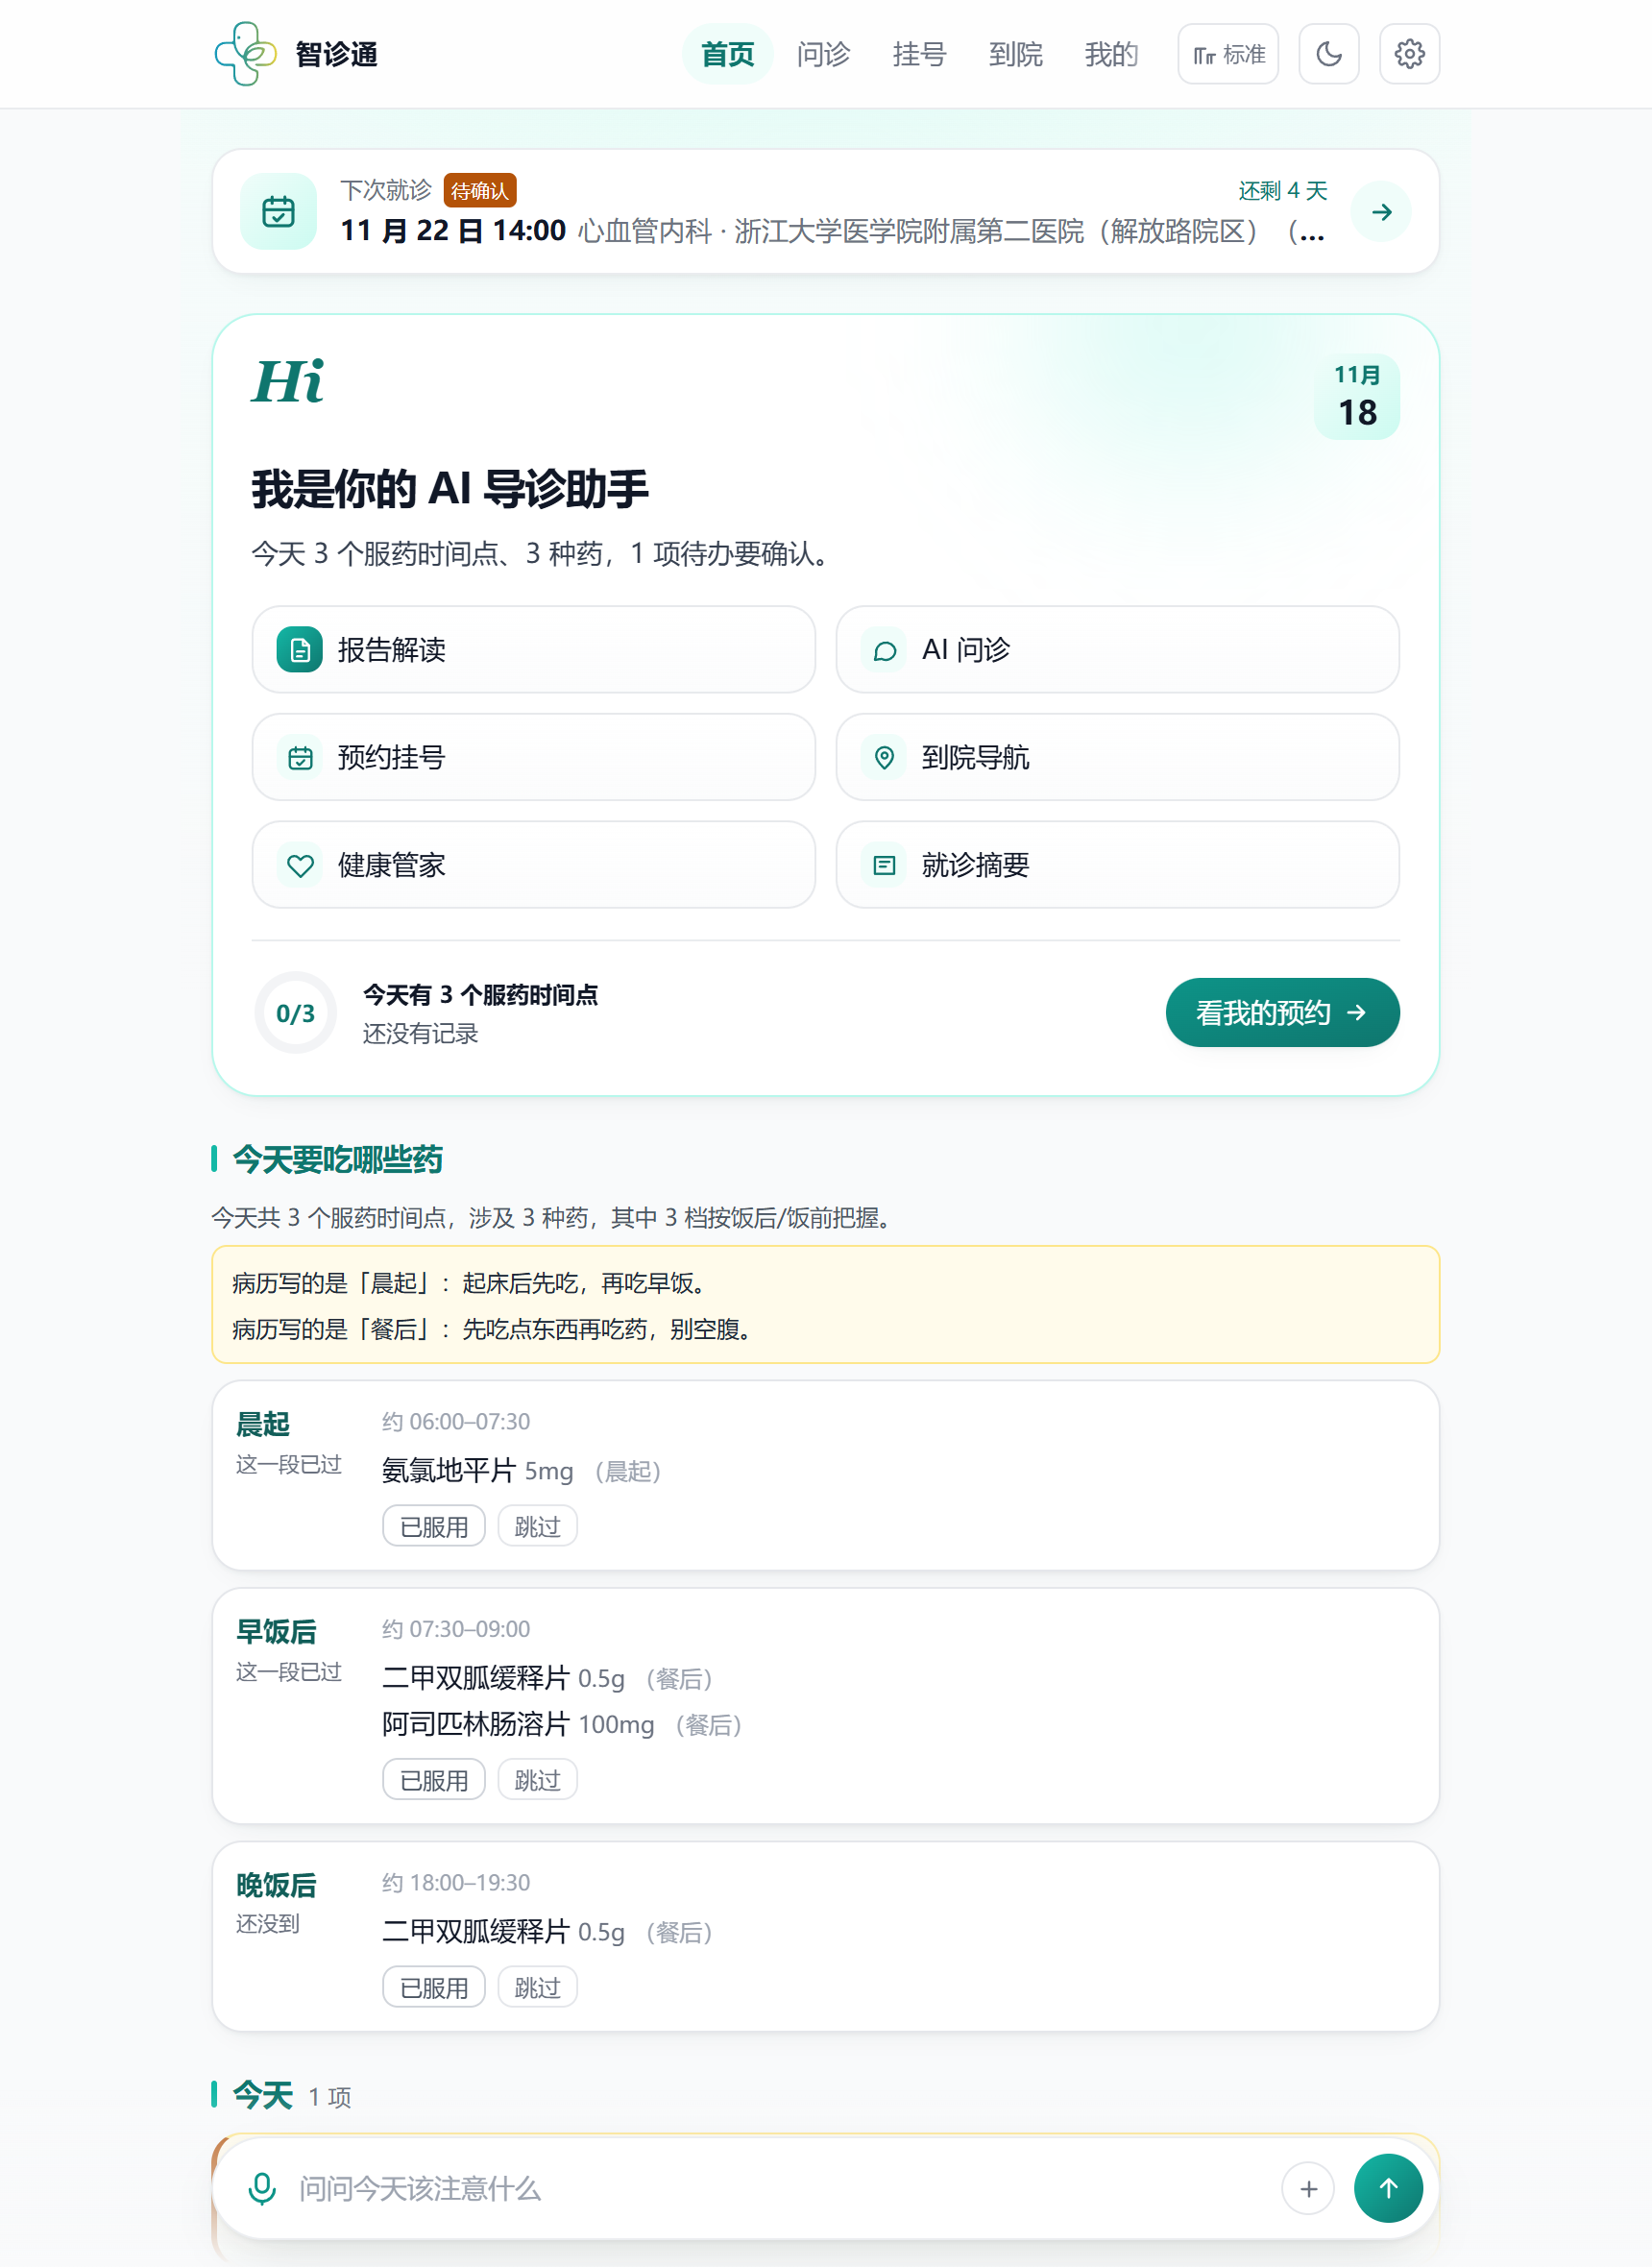 智诊通
首页 问诊 挂号 到院 我的 标准
下次就诊 待确认 还剩 4 天
11 月 22 日 14:00 心血管内科 · 浙江大学医学院附属第二医院（解放路院区）（...
Hi
11月
18
我是你的 AI 导诊助手
今天 3 个服药时间点、3 种药，1 项待办要确认。
报告解读
AI 问诊
预约挂号
到院导航
健康管家
就诊摘要
0/3
今天有 3 个服药时间点
还没有记录
看我的预约
今天要吃哪些药
今天共 3 个服药时间点，涉及 3 种药，其中 3 档按饭后/饭前把握。
病历写的是「晨起」：起床后先吃，再吃早饭。
病历写的是「餐后」：先吃点东西再吃药，别空腹。
晨起
这一段已过
约 06:00–07:30
氨氯地平片 5mg （晨起）
已服用 跳过
早饭后
这一段已过
约 07:30–09:00
二甲双胍缓释片 0.5g （餐后）
阿司匹林肠溶片 100mg （餐后）
已服用 跳过
晚饭后
还没到
约 18:00–19:30
二甲双胍缓释片 0.5g （餐后）
已服用 跳过
今天 1 项
问问今天该注意什么